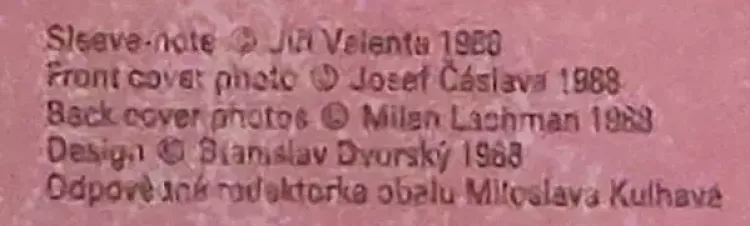 Sleeve-note © Jiří Valenta 1988
Front cover photo © Josef Čáslava 1988
Back cover photos © Milan Lachman 1988
Design © Stanislav Dvorský 1988
Odpovědná redaktorka obalu Miloslava Kulhavá